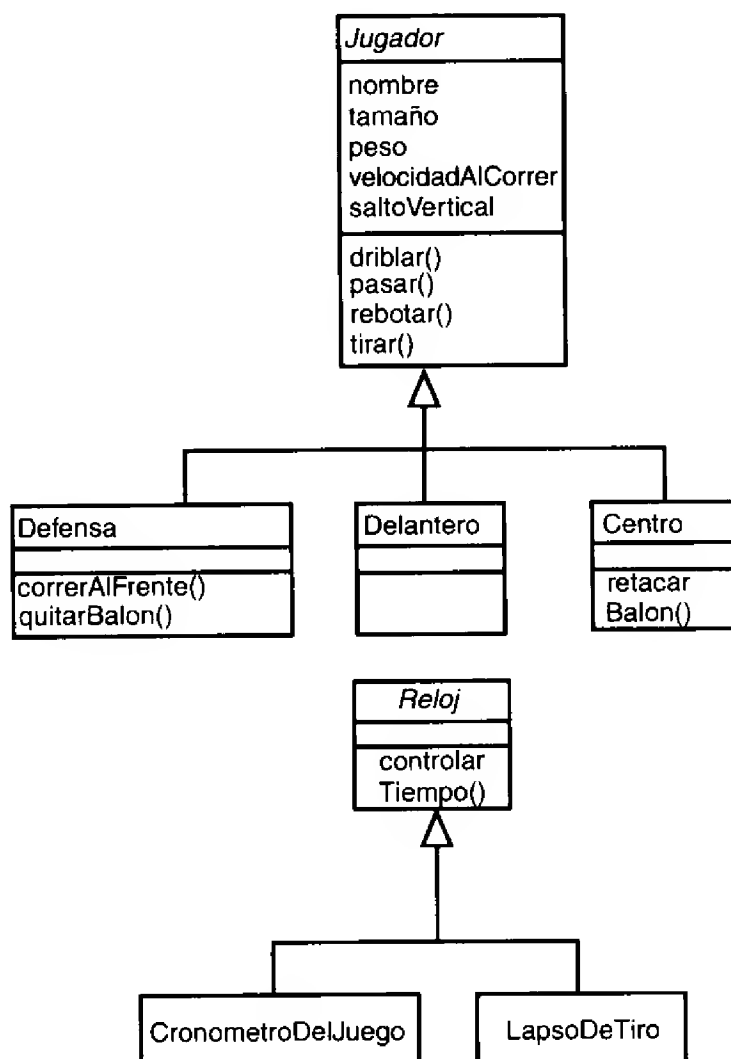 Jugador
nombre
tamaño
peso
velocidadAlCorrer
saltoVertical
driblar()
pasar()
rebotar()
tirar()
Defensa
correrAlFrente()
quitarBalon()
Delantero
Centro
retacar
Balon()
Reloj
controlar
Tiempo()
CronometroDelJuego
LapsoDeTiro